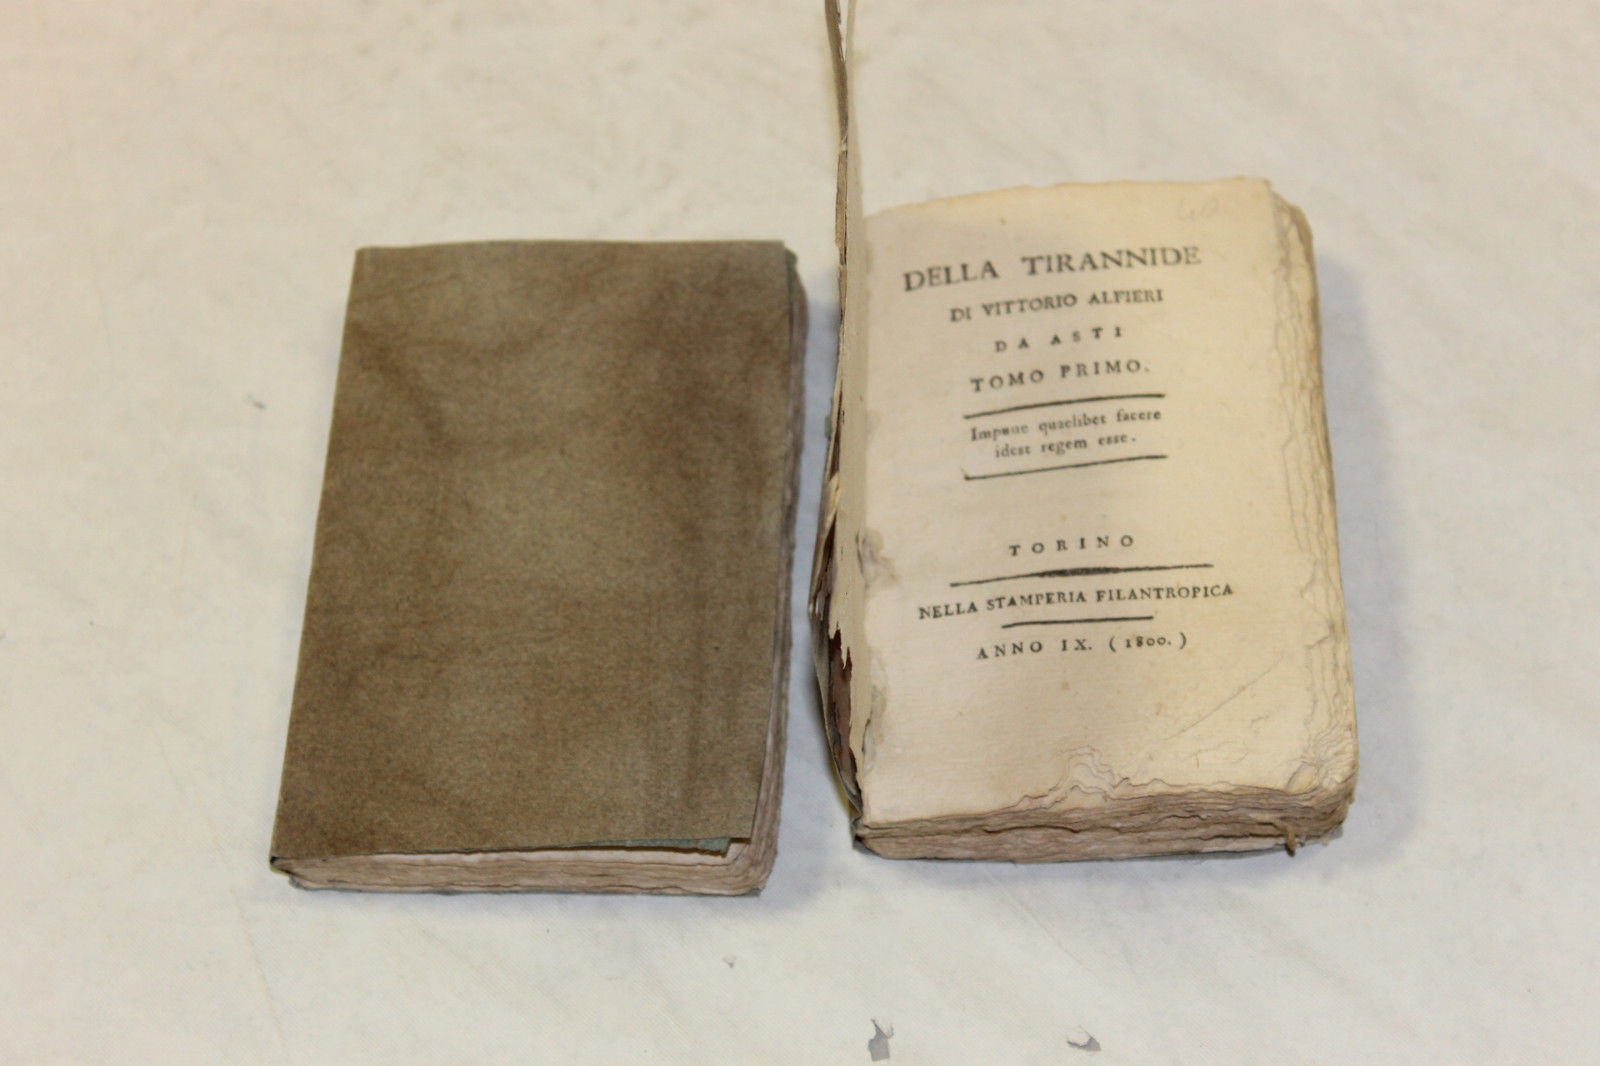 DELLA TIRANNIDE
DI VITTORIO ALFIERI
DA ASTI
TOMO PRIMO.
Impune quaelibet facere
idest regem esse.
TORINO
NELLA STAMPERIA FILANTROPICA
ANNO IX. (1800.)